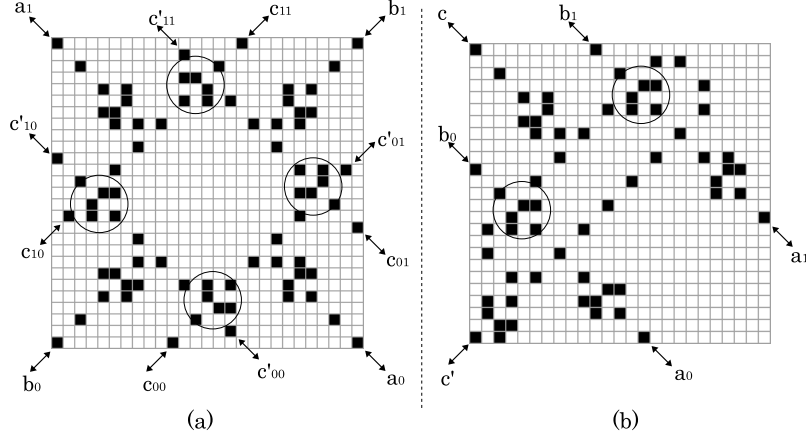 a₁
c'₁₁
c₁₁
b₁
c'₁₀
c'₀₁
c₁₀
c₀₁
b₀
c₀₀
c'₀₀
a₀
(a)
c
b₁
b₀
a₁
c'
a₀
(b)